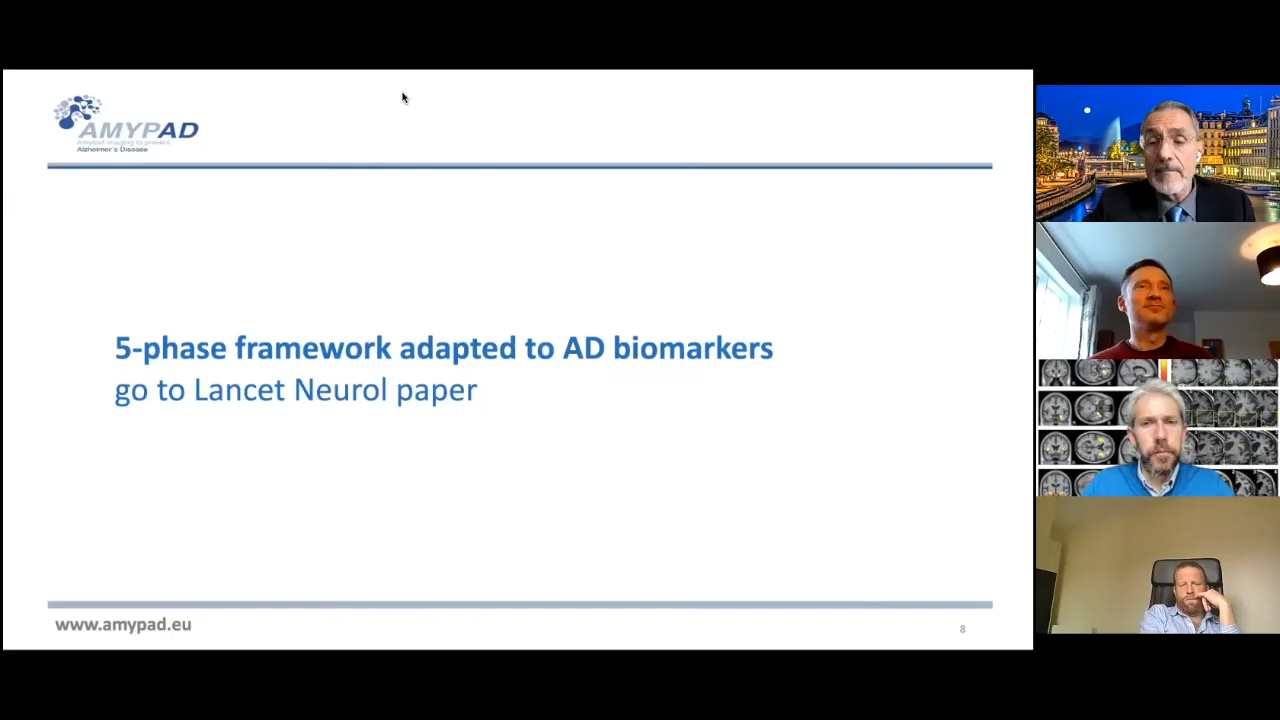 AMYPAD
Amyloid imaging to prevent
Alzheimer's Disease
5-phase framework adapted to AD biomarkers
go to Lancet Neurol paper
www.amypad.eu
8